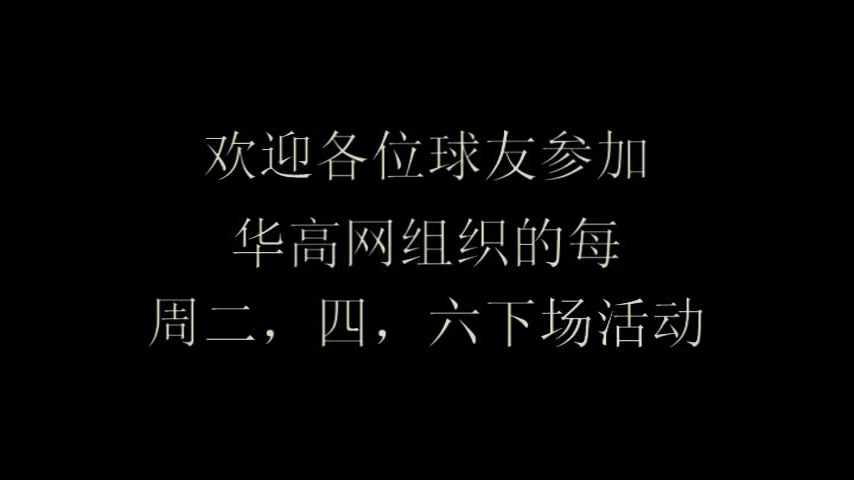 欢迎各位球友参加
华高网组织的每
周二，四，六下场活动